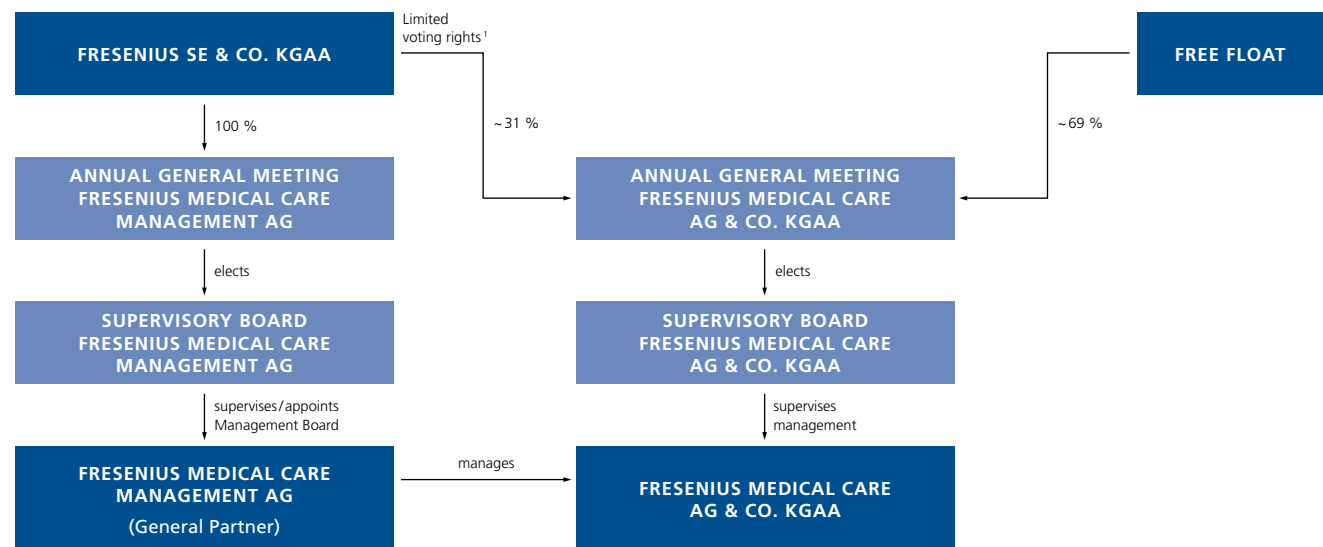 Limited
voting rights¹
FRESENIUS SE & CO. KGAA
FREE FLOAT
100 %
~ 31 %
~ 69 %
ANNUAL GENERAL MEETING
FRESENIUS MEDICAL CARE
MANAGEMENT AG
ANNUAL GENERAL MEETING
FRESENIUS MEDICAL CARE
AG & CO. KGAA
elects
elects
SUPERVISORY BOARD
FRESENIUS MEDICAL CARE
MANAGEMENT AG
SUPERVISORY BOARD
FRESENIUS MEDICAL CARE
AG & CO. KGAA
supervises/appoints
Management Board
supervises
management
FRESENIUS MEDICAL CARE
MANAGEMENT AG
(General Partner)
manages
FRESENIUS MEDICAL CARE
AG & CO. KGAA